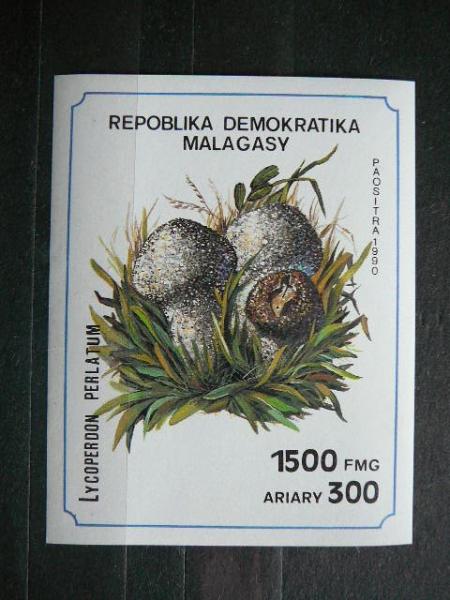 REPOBLIKA DEMOKRATIKA
MALAGASY
PAOSITRA 1990
LYCOPERDON PERLATUM
1500 FMG
ARIARY 300